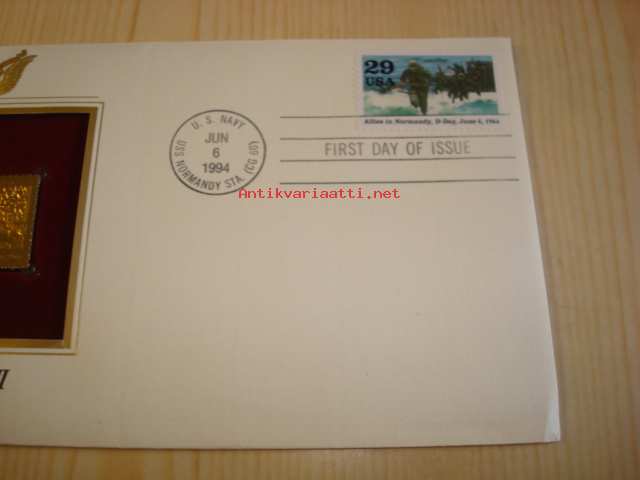 29
USA
Allies in Normandy, D-Day, June 6, 1944
U. S. NAVY
JUN
6
1994
USS NORMANDY STA. (CG 60)
FIRST DAY OF ISSUE
Antikvariaatti.net
II